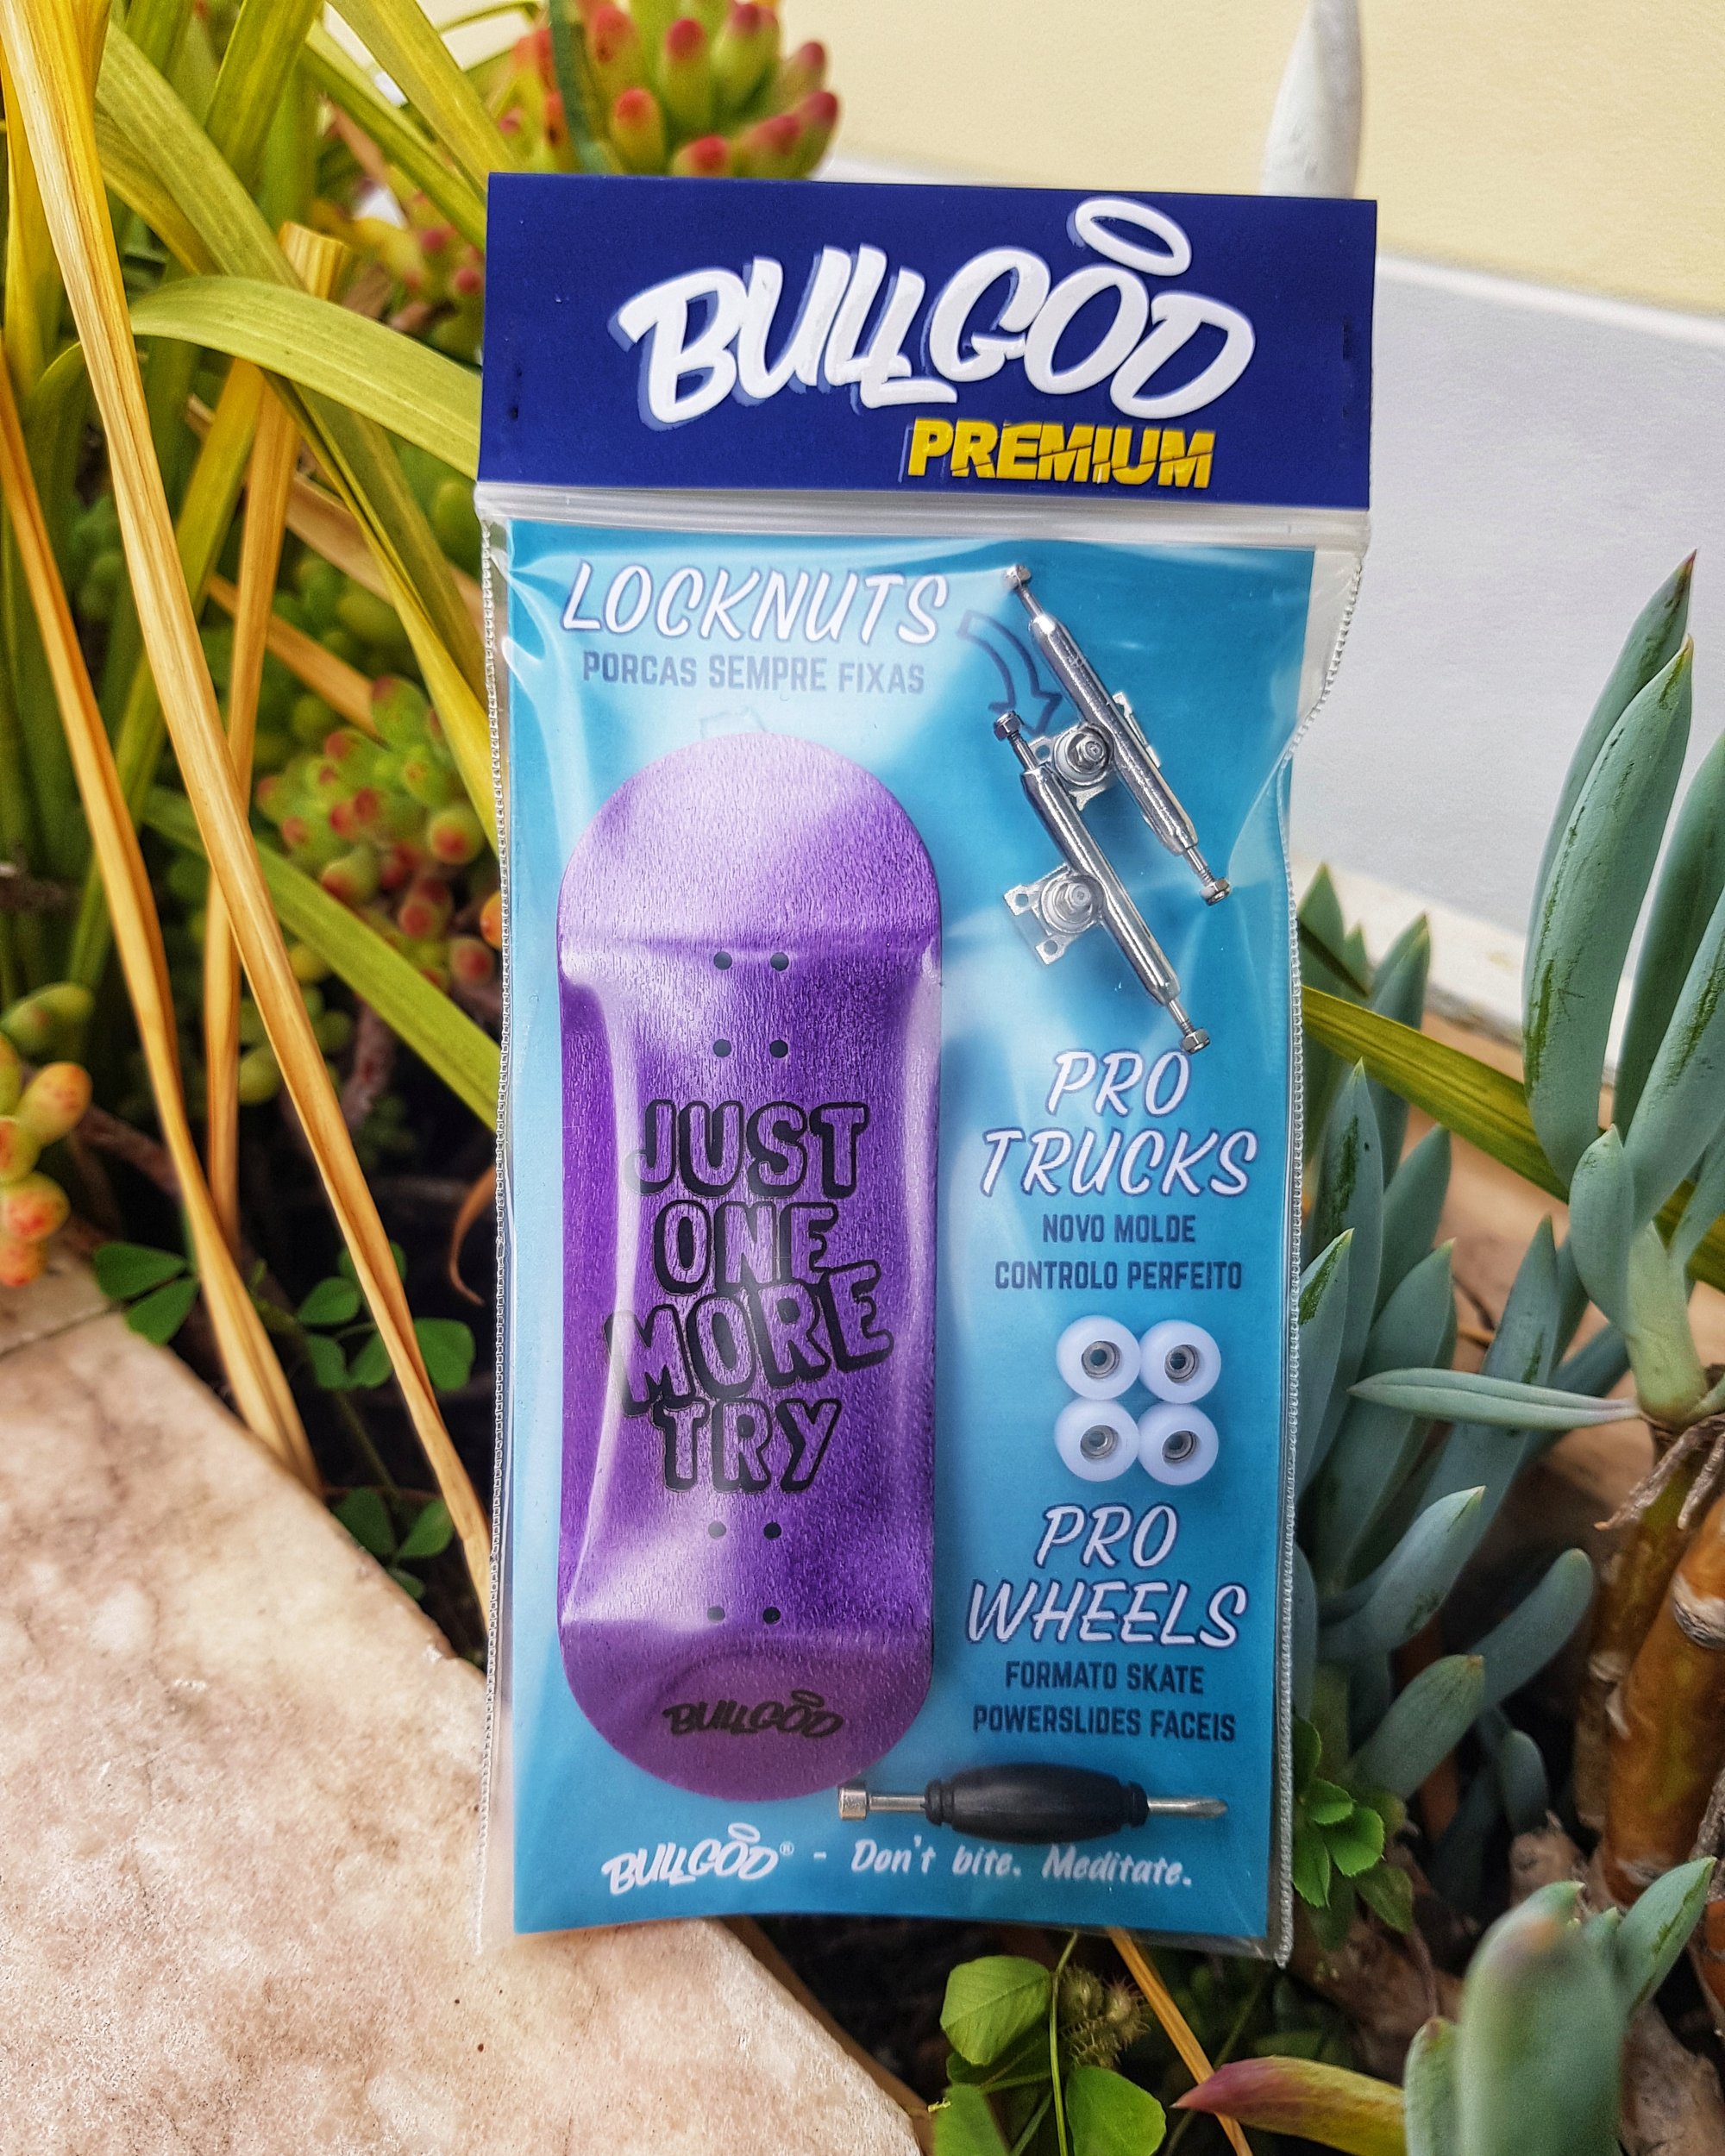 BULLGOD
PREMIUM
LOCKNUTS
PORCAS SEMPRE FIXAS
JUST
ONE
MORE
TRY
BULLGOD
PRO
TRUCKS
NOVO MOLDE
CONTROLO PERFEITO
PRO
WHEELS
FORMATO SKATE
POWERSLIDES FACEIS
BULLGOD® - Don't bite. Meditate.